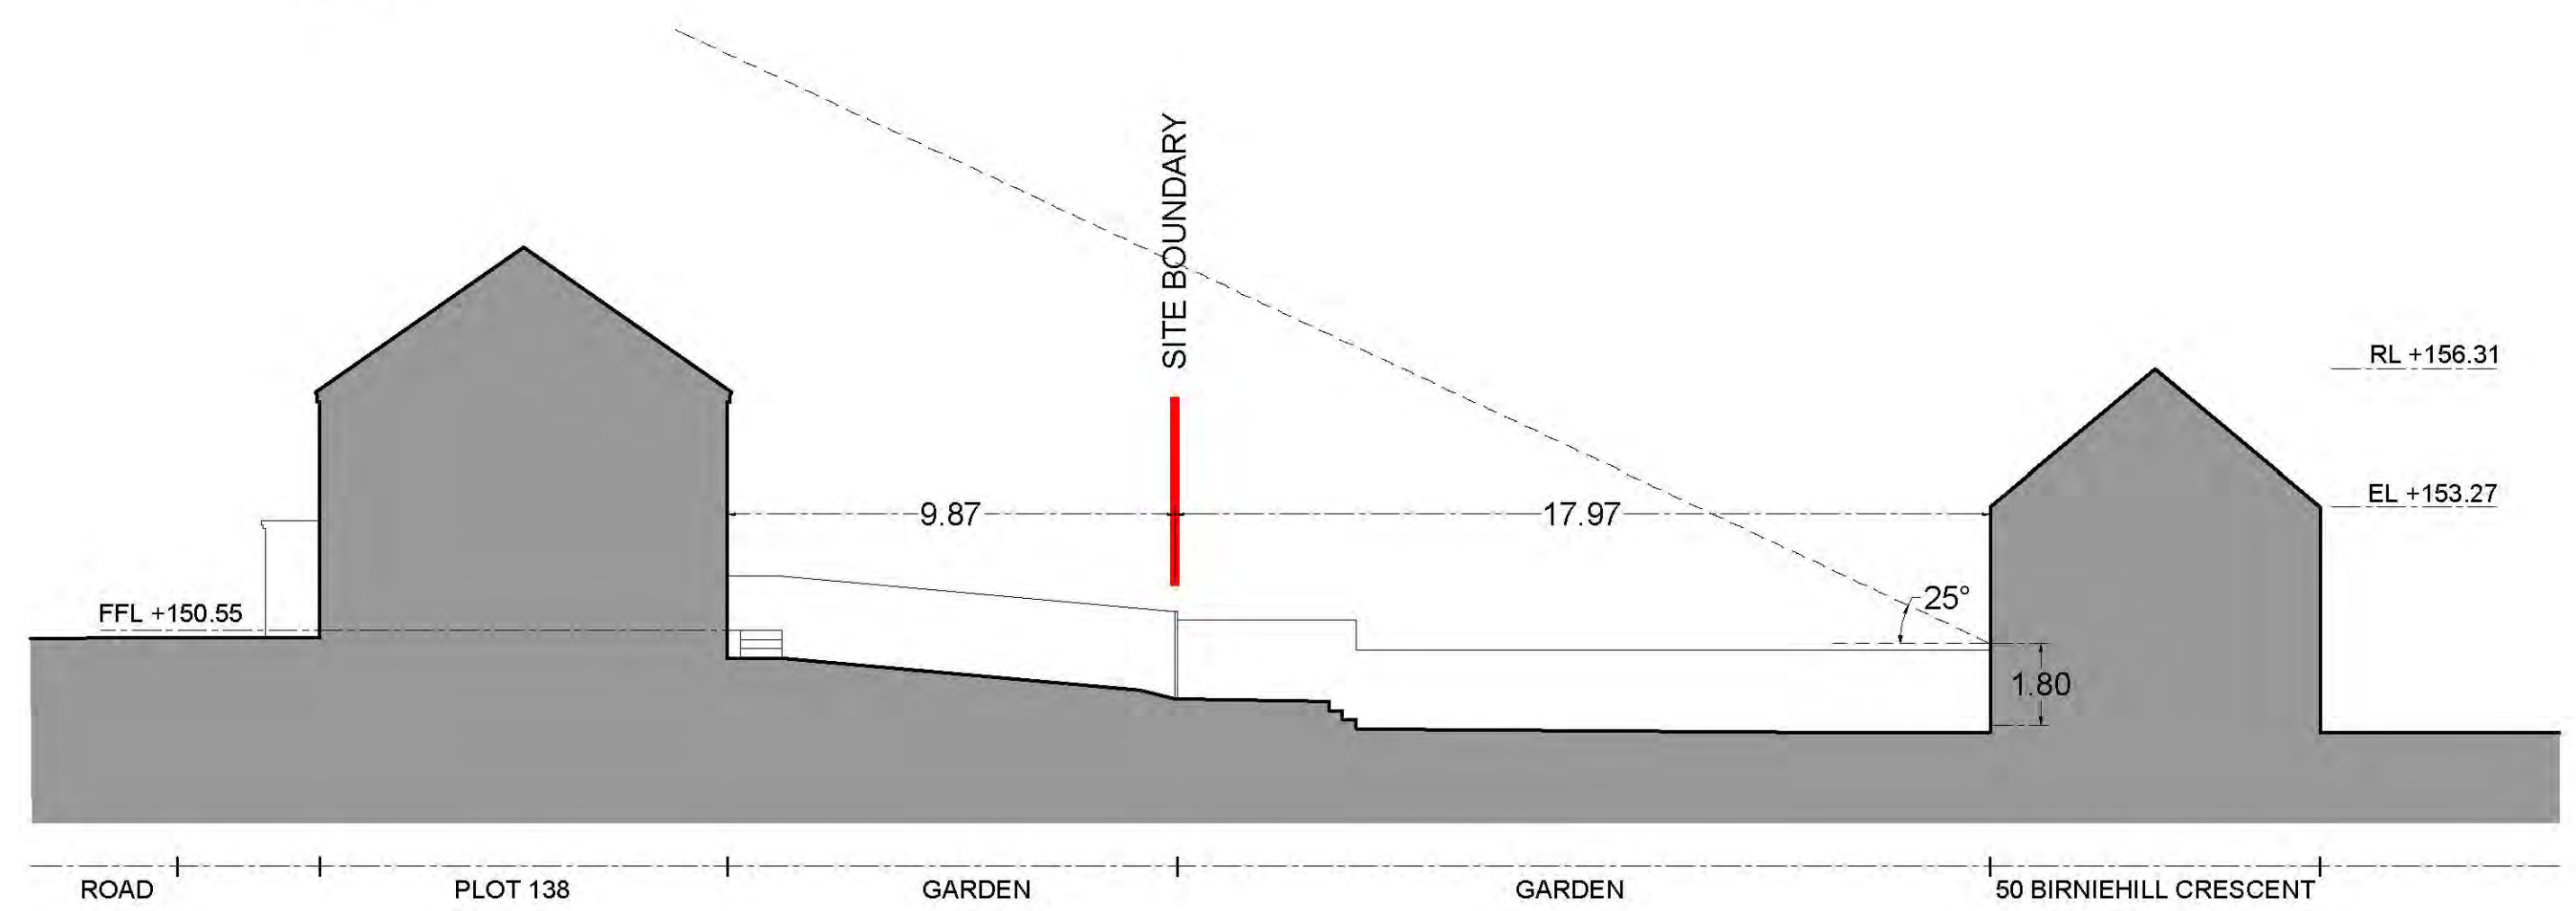 SITE BOUNDARY
RL +156.31
EL +153.27
9.87
17.97
25°
FFL +150.55
1.80
ROAD
PLOT 138
GARDEN
GARDEN
50 BIRNIEHILL CRESCENT